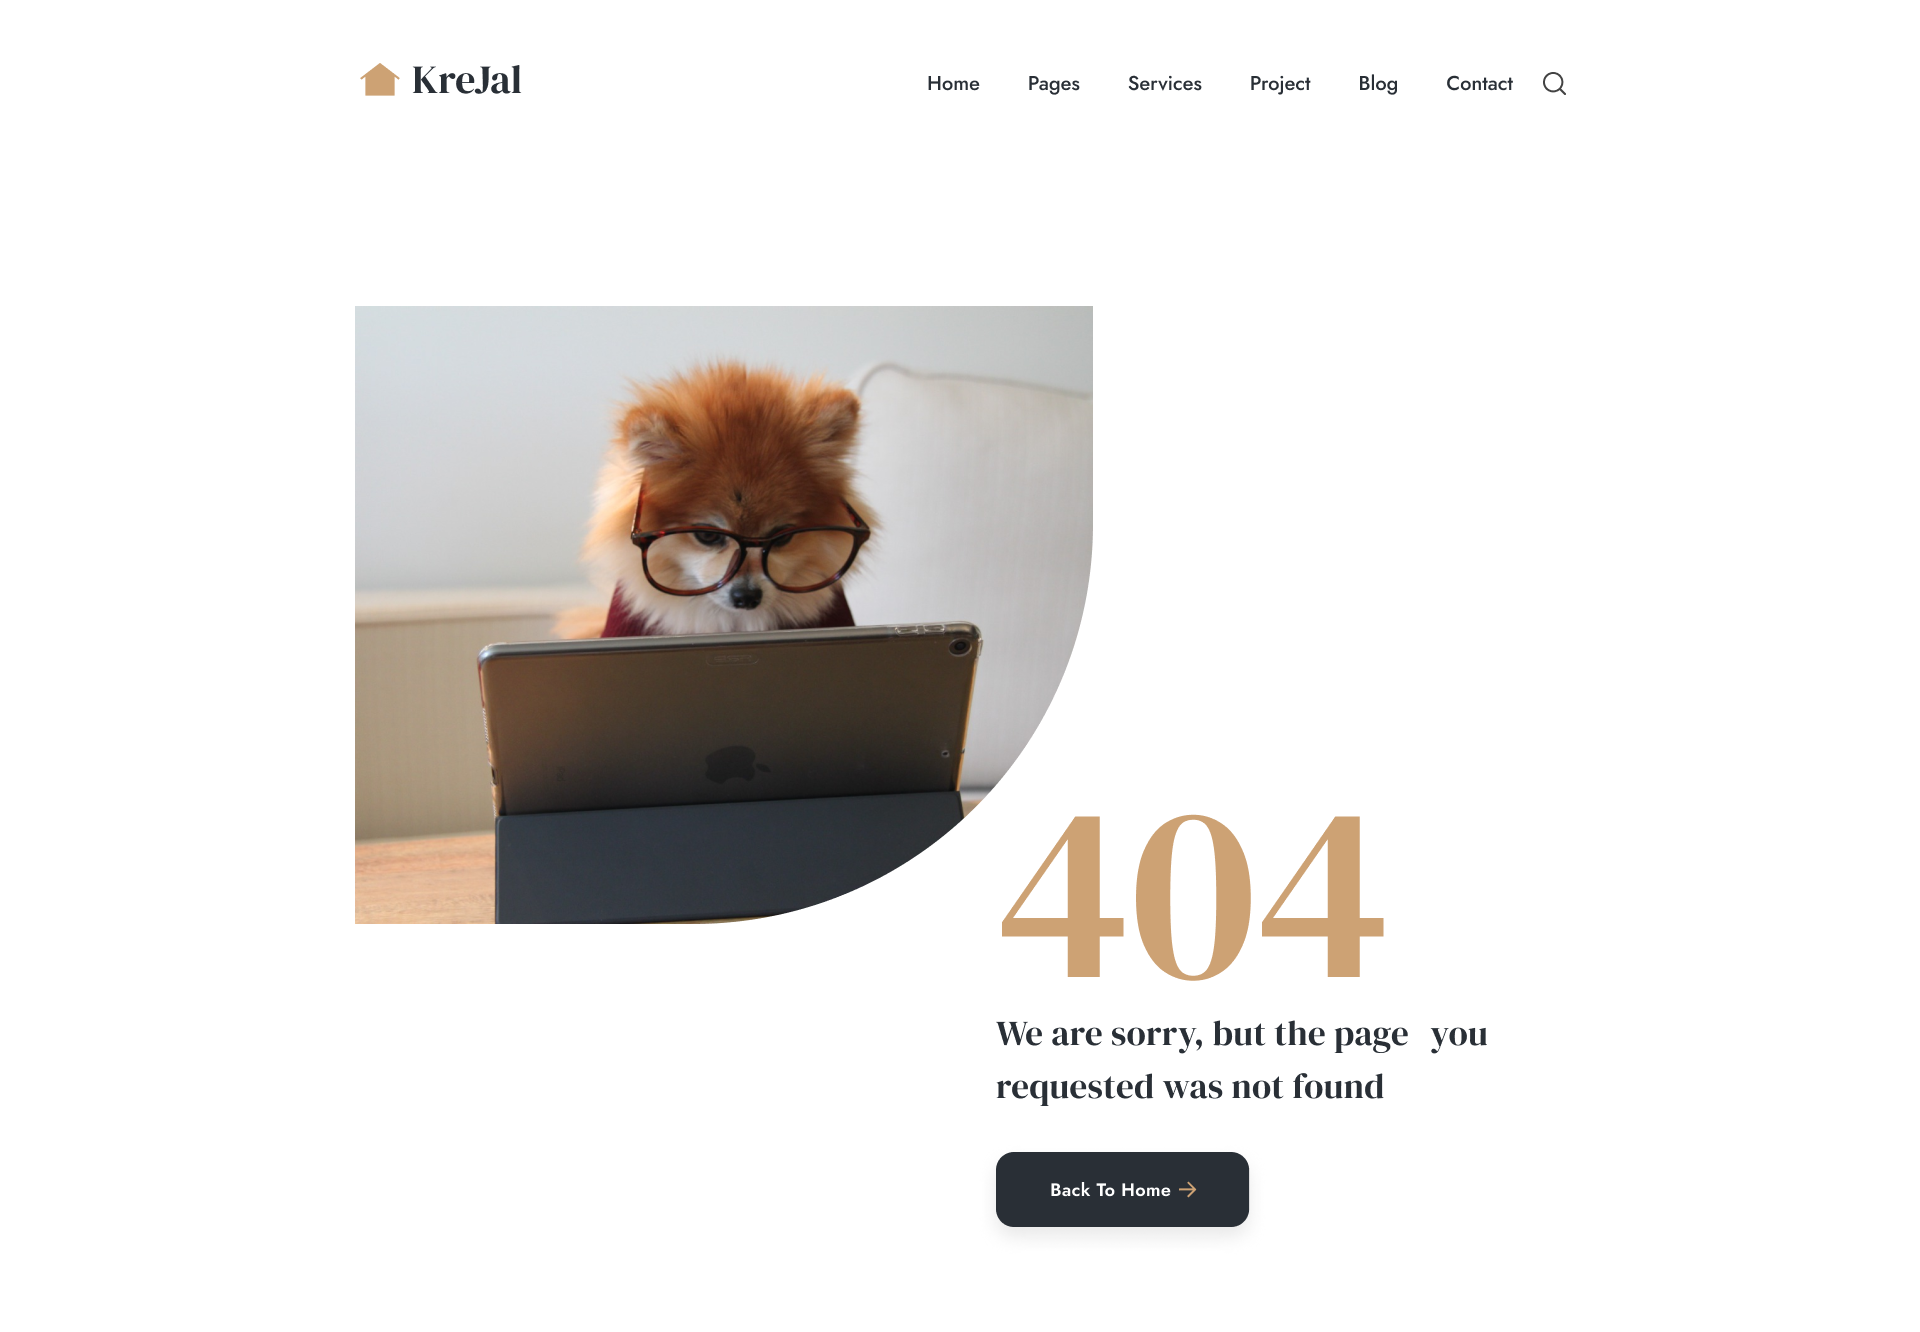 KreJal
Home Pages Services Project Blog Contact
404
We are sorry, but the page you
requested was not found
Back To Home